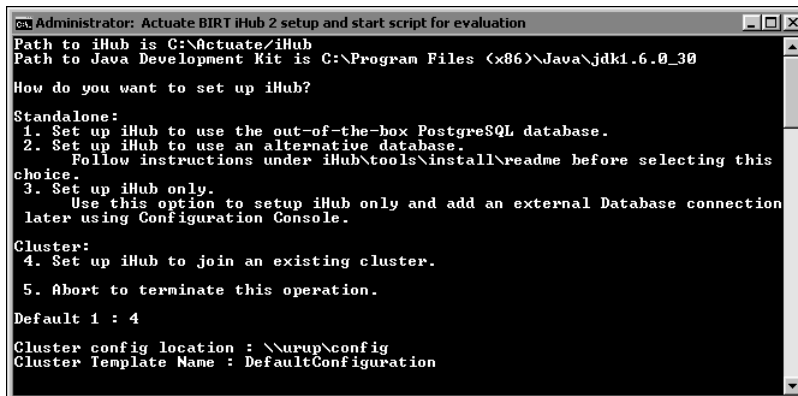 Administrator: Actuate BIRT iHub 2 setup and start script for evaluation
Path to iHub is C:\Actuate/iHub
Path to Java Development Kit is C:\Program Files (x86)\Java\jdk1.6.0_30
How do you want to set up iHub?
Standalone:
1. Set up iHub to use the out-of-the-box PostgreSQL database.
2. Set up iHub to use an alternative database.
Follow instructions under iHub\tools\install\readme before selecting this
choice.
3. Set up iHub only.
Use this option to setup iHub only and add an external Database connection
later using Configuration Console.
Cluster:
4. Set up iHub to join an existing cluster.
5. Abort to terminate this operation.
Default 1 : 4
Cluster config location : \\urup\config
Cluster Template Name : DefaultConfiguration